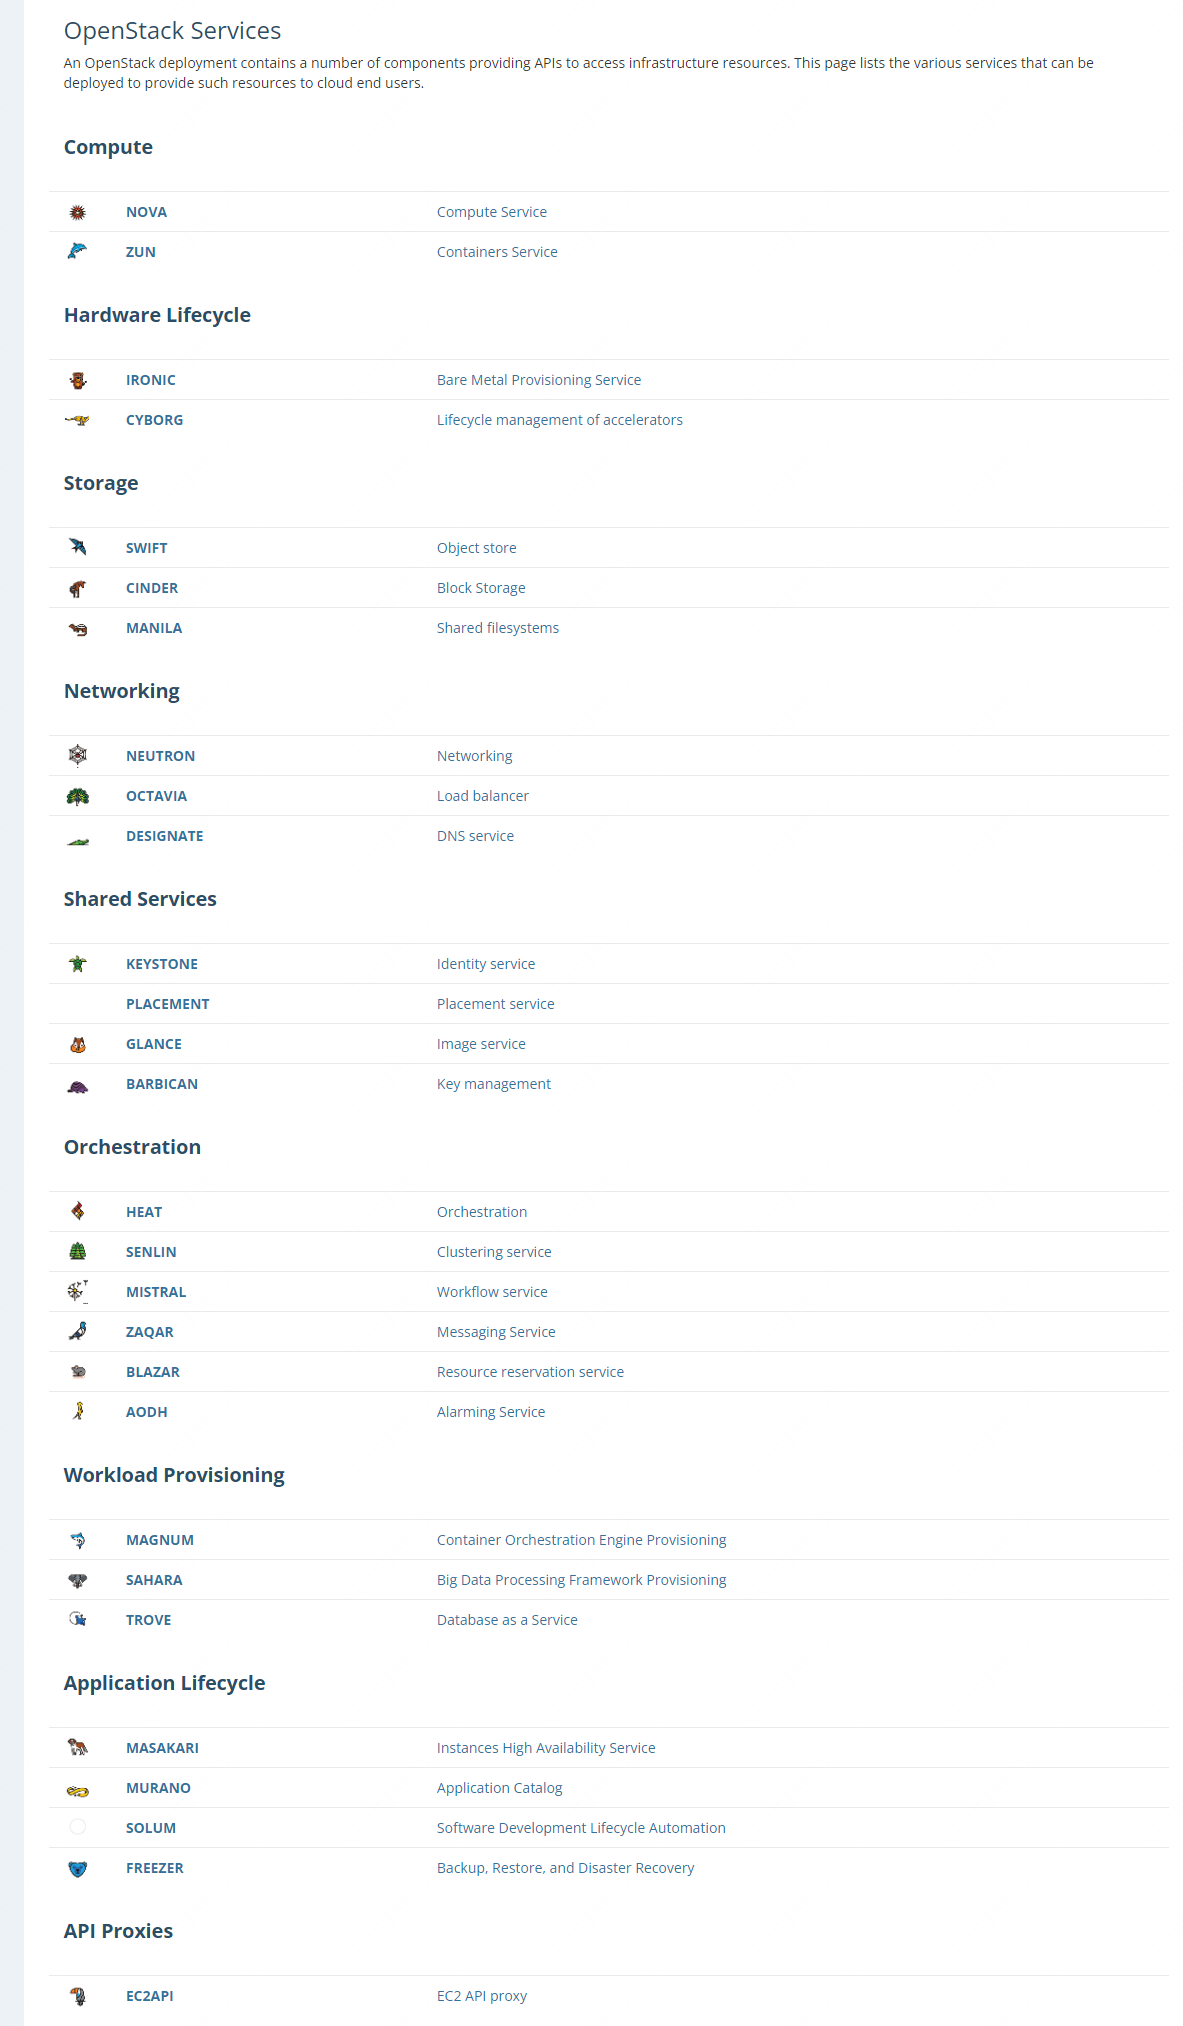 OpenStack Services
An OpenStack deployment contains a number of components providing APIs to access infrastructure resources. This page lists the various services that can be
deployed to provide such resources to cloud end users.
Compute
NOVA Compute Service
ZUN Containers Service
Hardware Lifecycle
IRONIC Bare Metal Provisioning Service
CYBORG Lifecycle management of accelerators
Storage
SWIFT Object store
CINDER Block Storage
MANILA Shared filesystems
Networking
NEUTRON Networking
OCTAVIA Load balancer
DESIGNATE DNS service
Shared Services
KEYSTONE Identity service
PLACEMENT Placement service
GLANCE Image service
BARBICAN Key management
Orchestration
HEAT Orchestration
SENLIN Clustering service
MISTRAL Workflow service
ZAQAR Messaging Service
BLAZAR Resource reservation service
AODH Alarming Service
Workload Provisioning
MAGNUM Container Orchestration Engine Provisioning
SAHARA Big Data Processing Framework Provisioning
TROVE Database as a Service
Application Lifecycle
MASAKARI Instances High Availability Service
MURANO Application Catalog
SOLUM Software Development Lifecycle Automation
FREEZER Backup, Restore, and Disaster Recovery
API Proxies
EC2API EC2 API proxy